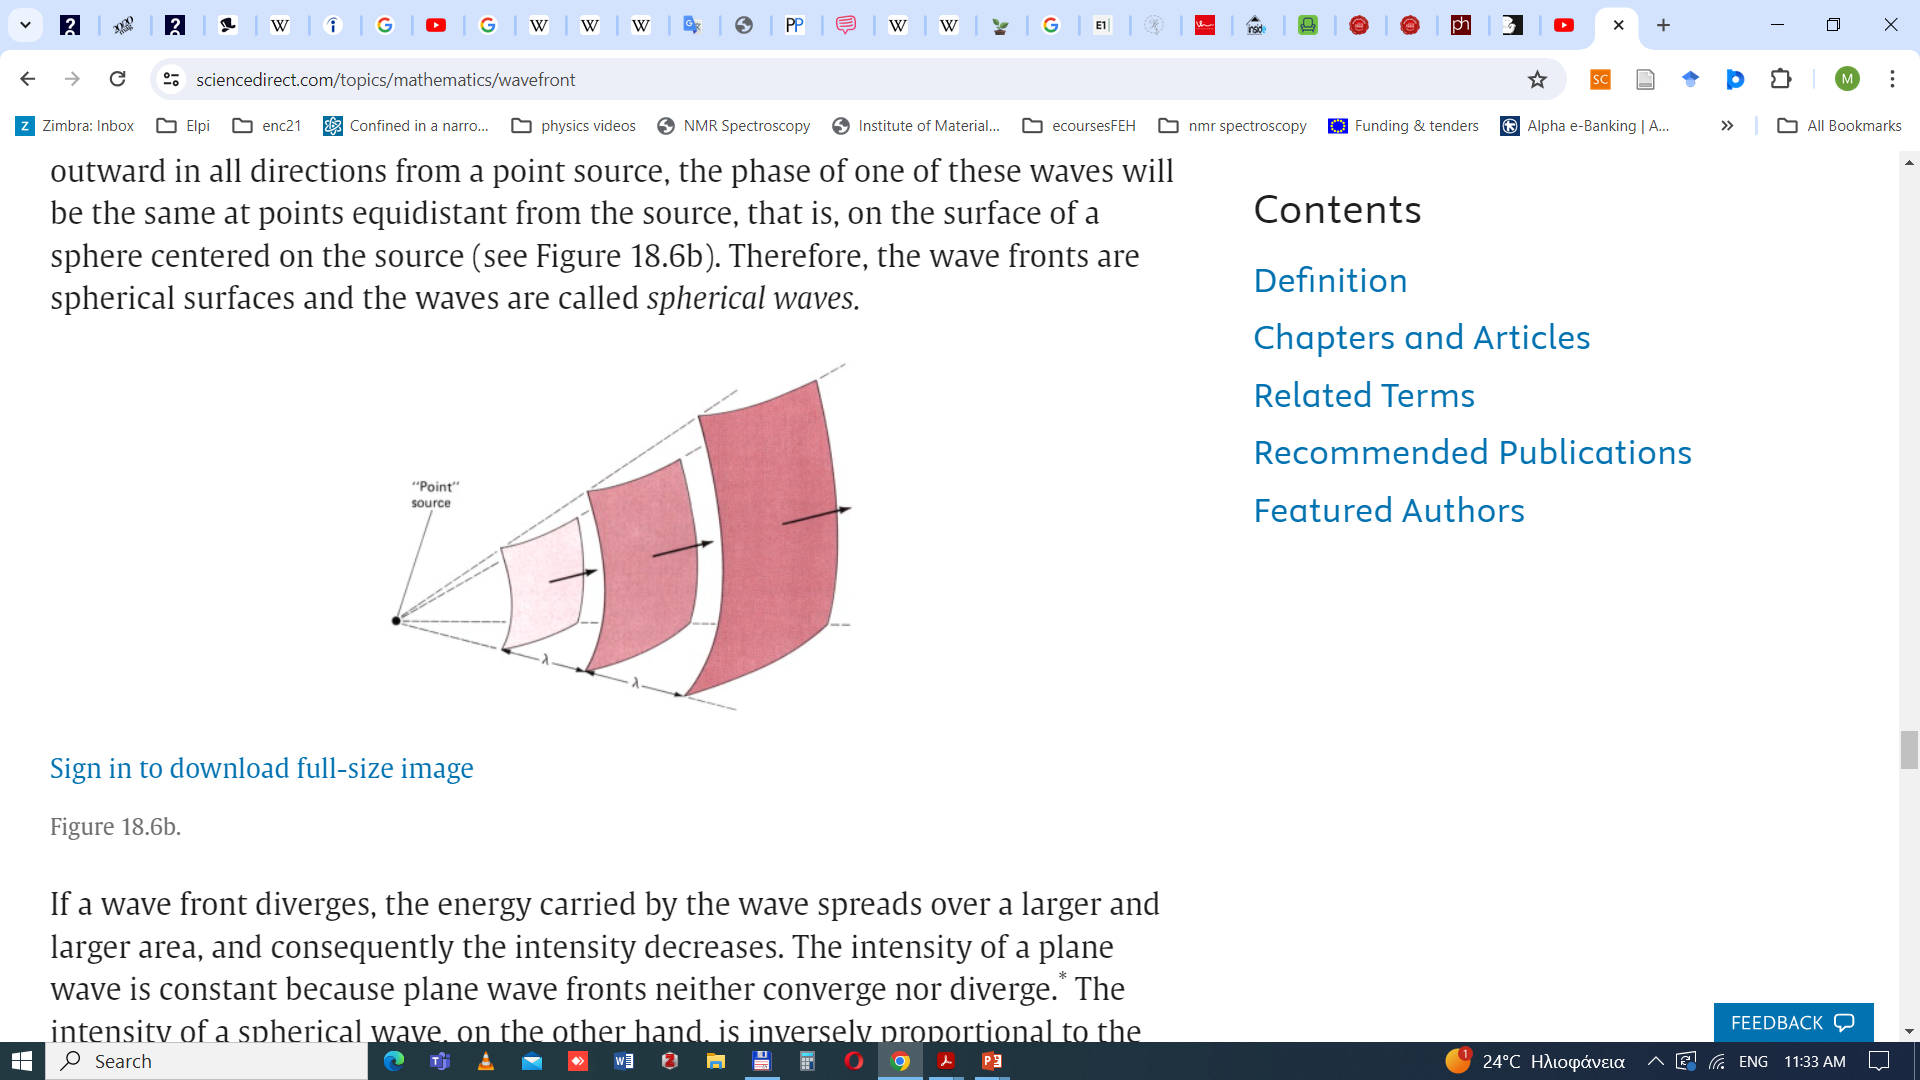 sciencedirect.com/topics/mathematics/wavefront
SC
M
Zimbra: Inbox
Elpi
enc21
Confined in a narro...
physics videos
NMR Spectroscopy
Institute of Material...
ecoursesFEH
nmr spectroscopy
Funding & tenders
Alpha e-Banking | A...
All Bookmarks
outward in all directions from a point source, the phase of one of these waves will
be the same at points equidistant from the source, that is, on the surface of a
sphere centered on the source (see Figure 18.6b). Therefore, the wave fronts are
spherical surfaces and the waves are called spherical waves.
"Point"
source
λ
λ
Sign in to download full-size image
Figure 18.6b.
If a wave front diverges, the energy carried by the wave spreads over a larger and
larger area, and consequently the intensity decreases. The intensity of a plane
wave is constant because plane wave fronts neither converge nor diverge.* The
intensity of a spherical wave, on the other hand, is inversely proportional to the
Contents
Definition
Chapters and Articles
Related Terms
Recommended Publications
Featured Authors
FEEDBACK
Search
1
24°C Ηλιοφάνεια
ENG
11:33 AM